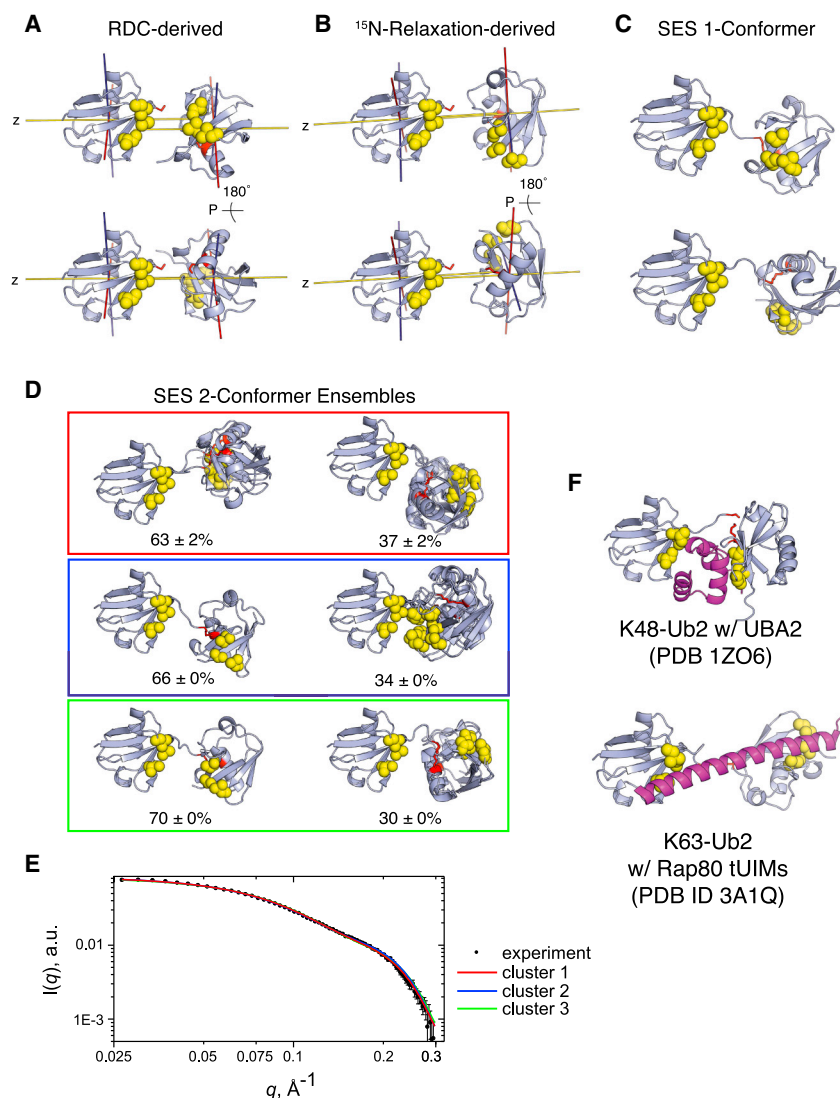 A
RDC-derived
z
180°
P
z
B
¹⁵N-Relaxation-derived
z
180°
P
z
C
SES 1-Conformer
D
SES 2-Conformer Ensembles
63 ± 2%
37 ± 2%
66 ± 0%
34 ± 0%
70 ± 0%
30 ± 0%
E
I(q), a.u.
0.01
1E-3
0.025
0.05
0.075
0.1
0.2
0.3
q, Å⁻¹
experiment
cluster 1
cluster 2
cluster 3
F
K48-Ub2 w/ UBA2
(PDB 1ZO6)
K63-Ub2
w/ Rap80 tUIMs
(PDB ID 3A1Q)